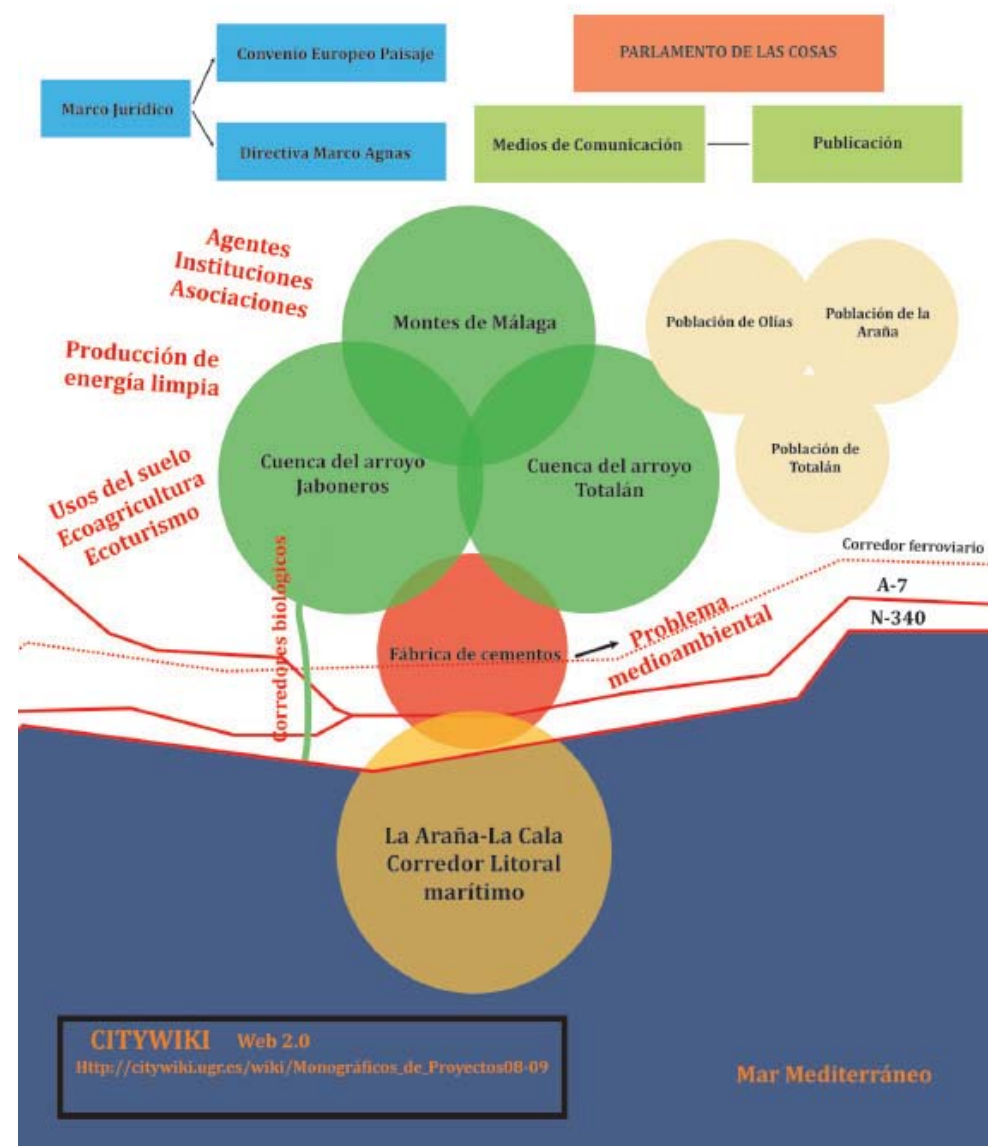 Convenio Europeo Paisaje
PARLAMENTO DE LAS COSAS
Marco Jurídico
Directiva Marco Agnas
Medios de Comunicación
Publicación
Agentes
Instituciones
Asociaciones
Montes de Málaga
Población de Olías
Población de la
Araña
Producción de
energía limpia
Población de
Totalán
Cuenca del arroyo
Jaboneros
Cuenca del arroyo
Totalán
Usos del suelo
Ecoagricultura
Ecoturismo
Corredor ferroviario
A-7
N-340
Corredores biológicos
Fábrica de cementos
Problema
medioambiental
La Araña-La Cala
Corredor Litoral
marítimo
CITYWIKI Web 2.0
Http://citywiki.ugr.es/wiki/Monográficos_de_Proyectos08-09
Mar Mediterráneo